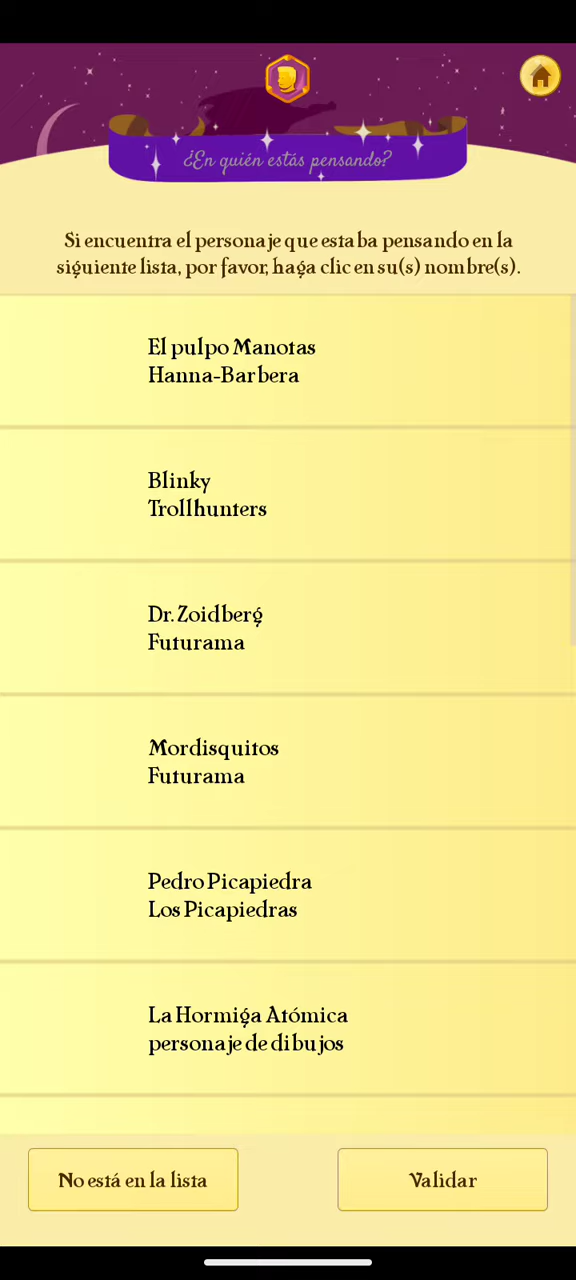 ¿En quién estás pensando?
Si encuentra el personaje que estaba pensando en la
siguiente lista, por favor, haga clic en su(s) nombre(s).
El pulpo Manotas
Hanna-Barbera
Blinky
Trollhunters
Dr. Zoidberg
Futurama
Mordisquitos
Futurama
Pedro Picapiedra
Los Picapiedras
La Hormiga Atómica
personaje de dibujos
No está en la lista
Validar